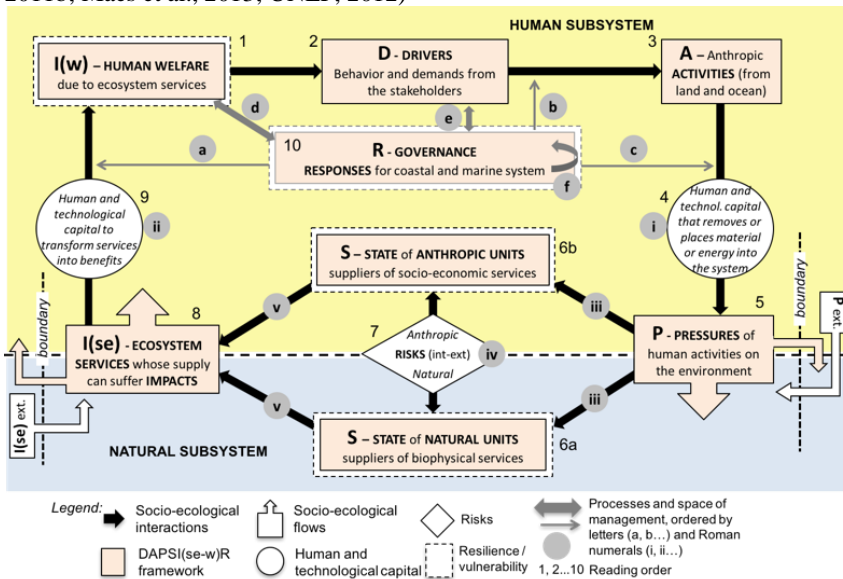 2011b; Maes et al., 2013; UNEP, 2012)
HUMAN SUBSYSTEM
1
I(w) – HUMAN WELFARE
due to ecosystem services
2
D - DRIVERS
Behavior and demands from
the stakeholders
3
A – Anthropic
ACTIVITIES (from
land and ocean)
d
e
b
a
10
R - GOVERNANCE
RESPONSES for coastal and marine system
f
c
9
Human and
technological
capital to
transform services
into benefits
ii
4
Human and
technol. capital
that removes or
places material
or energy into
the system
i
6b
S – STATE of ANTHROPIC UNITS
suppliers of socio-economic services
v
iii
boundary
8
I(se) - ECOSYSTEM
SERVICES whose supply
can suffer IMPACTS
7
Anthropic
RISKS (int-ext)
Natural
iv
5
P - PRESSURES of
human activities on
the environment
boundary
P ext.
I(se) ext.
v
iii
S – STATE of NATURAL UNITS
suppliers of biophysical services
6a
NATURAL SUBSYSTEM
Legend:
Socio-ecological
interactions
Socio-ecological
flows
Risks
Processes and space of
management, ordered by
letters (a, b...) and Roman
numerals (i, ii...)
DAPSI(se-w)R
framework
Human and
technological capital
Resilience/
vulnerability
1, 2...10 Reading order